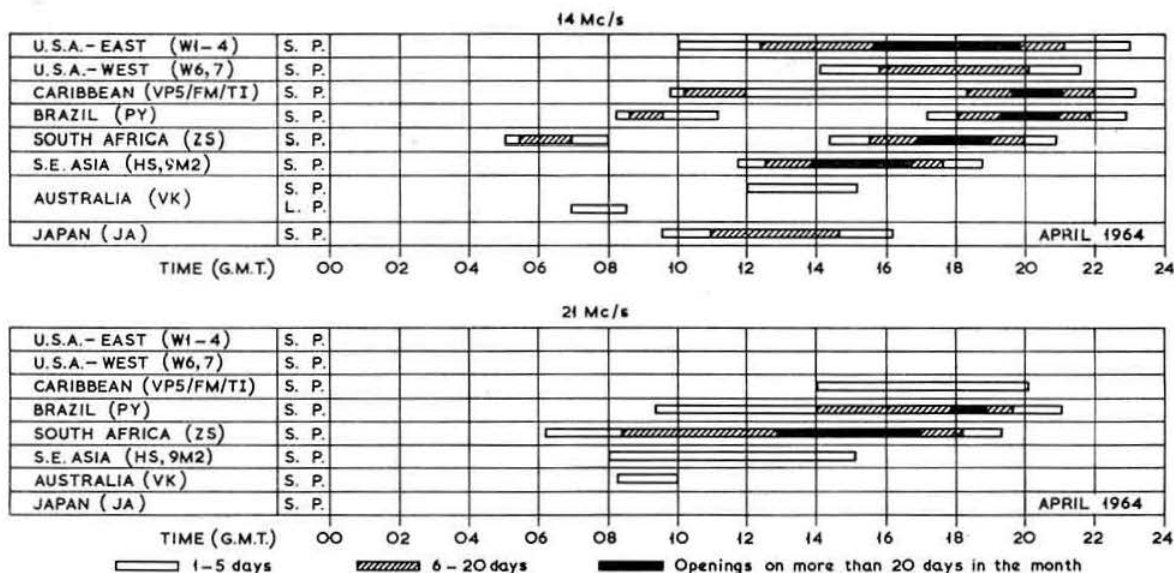 14 Mc/s
U.S.A.-EAST (W1-4) S. P.
U.S.A.-WEST (W6,7) S. P.
CARIBBEAN (VP5/FM/TI) S. P.
BRAZIL (PY) S. P.
SOUTH AFRICA (ZS) S. P.
S.E. ASIA (HS,9M2) S. P.
AUSTRALIA (VK) S. P.
L. P.
JAPAN (JA) S. P. APRIL 1964
TIME (G.M.T.) 00 02 04 06 08 10 12 14 16 18 20 22 24
21 Mc/s
U.S.A.-EAST (W1-4) S. P.
U.S.A.-WEST (W6,7) S. P.
CARIBBEAN (VP5/FM/TI) S. P.
BRAZIL (PY) S. P.
SOUTH AFRICA (ZS) S. P.
S.E. ASIA (HS, 9M2) S. P.
AUSTRALIA (VK) S. P.
JAPAN (JA) S. P. APRIL 1964
TIME (G.M.T.) 00 02 04 06 08 10 12 14 16 18 20 22 24
1-5 days 6-20 days Openings on more than 20 days in the month